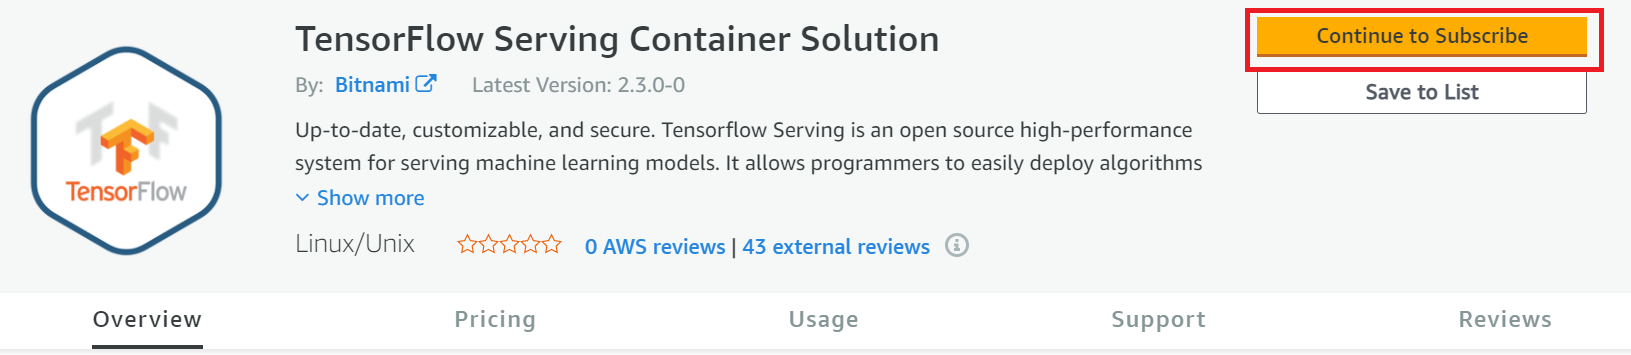 TensorFlow Serving Container Solution
Continue to Subscribe
By: Bitnami Latest Version: 2.3.0-0
Save to List
Up-to-date, customizable, and secure. Tensorflow Serving is an open source high-performance
system for serving machine learning models. It allows programmers to easily deploy algorithms
TensorFlow
Show more
Linux/Unix 0 AWS reviews | 43 external reviews
Overview Pricing Usage Support Reviews